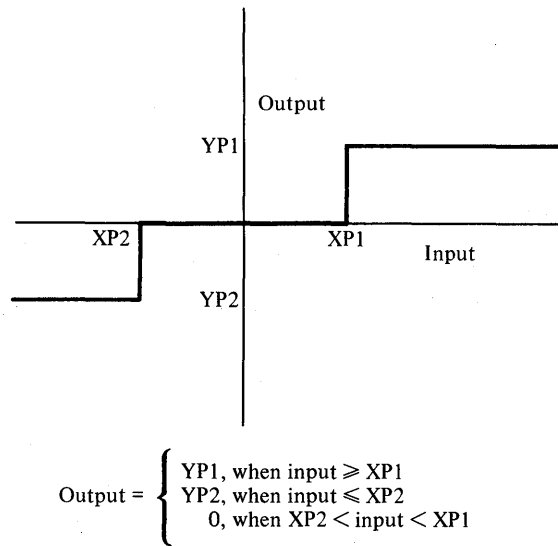 Output
YP1
XP2
XP1
Input
YP2
Output =
YP1, when input ≥ XP1
YP2, when input ≤ XP2
0, when XP2 < input < XP1